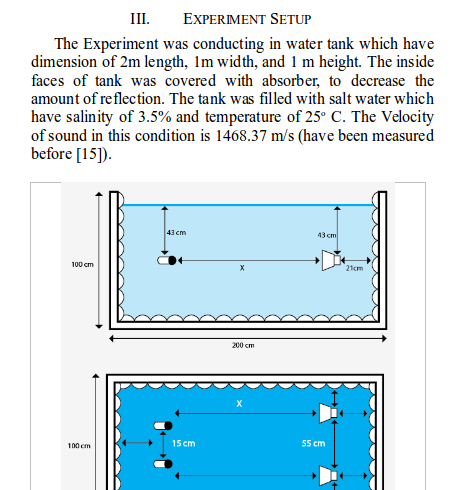 III. EXPERIMENT SETUP
The Experiment was conducting in water tank which have
dimension of 2m length, 1m width, and 1 m height. The inside
faces of tank was covered with absorber, to decrease the
amount of reflection. The tank was filled with salt water which
have salinity of 3.5% and temperature of 25º C. The Velocity
of sound in this condition is 1468.37 m/s (have been measured
before [15]).
43 cm
43 cm
100 cm
X
21cm
200 cm
X
100 cm
15 cm
55 cm